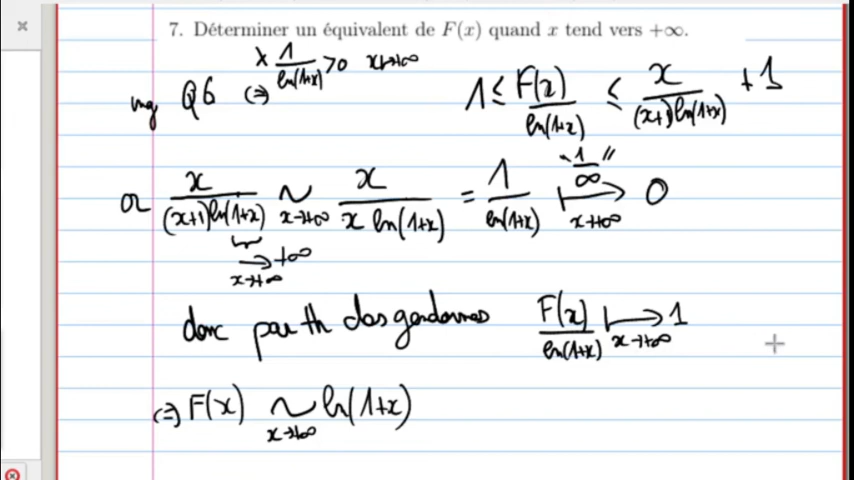 7. Déterminer un équivalent de F(x) quand x tend vers +∞.
Q6 (=) × 1/ln(1+x) >0 x→+∞ 1 ≤ F(x)/ln(1+x) ≤ x/((x+1)ln(1+x)) + 1
or x/((x+1)ln(1+x)) ~ x→+∞ x/(x ln(1+x)) = 1/ln(1+x) "1/∞" ⟼ x→+∞ 0
→ +∞ x→+∞
donc par th des gendarmes F(x)/ln(1+x) ⟼ x→+∞ 1
(=) F(x) ~ x→+∞ ln(1+x)